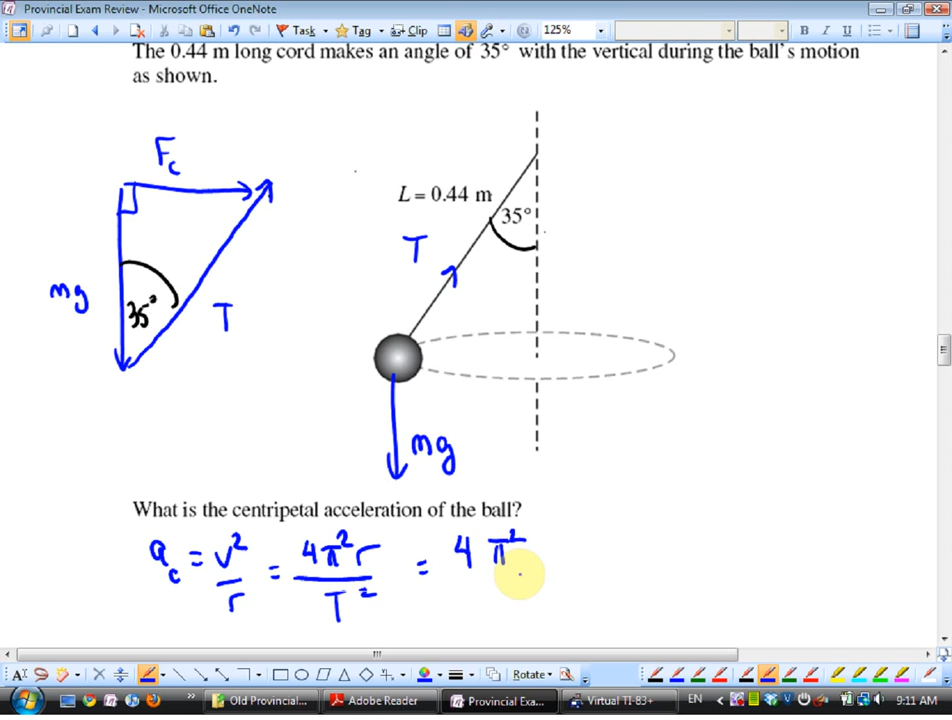 Provincial Exam Review - Microsoft Office OneNote
Task Tag Clip 125% B I U
The 0.44 m long cord makes an angle of 35° with the vertical during the ball's motion
as shown.
F_c
L = 0.44 m
35°
T
mg
35°
T
mg
What is the centripetal acceleration of the ball?
a_c = v²/r = 4π²r/T² = 4π²
Rotate
Old Provincial... Adobe Reader Provincial Exa... Virtual TI-83+ EN 9:11 AM